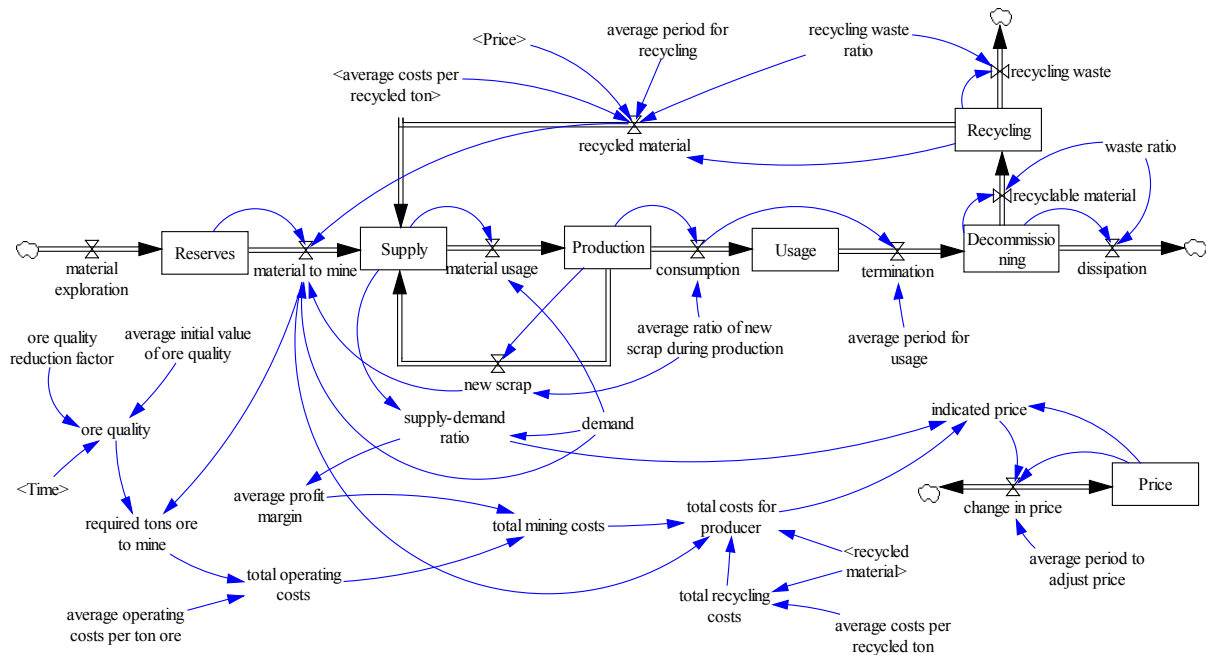 <Price>
average period for
recycling
recycling waste
ratio
<average costs per
recycled ton>
recycling waste
Recycling
recycled material
waste ratio
recyclable material
Reserves
Supply
Production
Usage
Decommissio
ning
material
exploration
material to mine
material usage
consumption
termination
dissipation
ore quality
reduction factor
average initial value
of ore quality
average ratio of new
scrap during production
average period for
usage
new scrap
ore quality
supply-demand
ratio
demand
indicated price
<Time>
average profit
margin
Price
required tons ore
to mine
total mining costs
total costs for
producer
change in price
<recycled
material>
average period to
adjust price
total operating
costs
total recycling
costs
average operating
costs per ton ore
average costs per
recycled ton